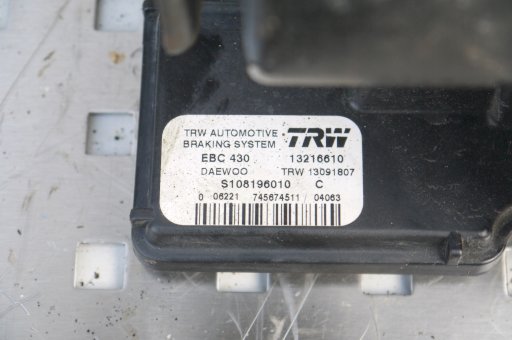 TRW AUTOMOTIVE
BRAKING SYSTEM TRW
EBC 430 13216610
DAEWOO TRW 13091807
S108196010 C
0 06221 745674511 04063